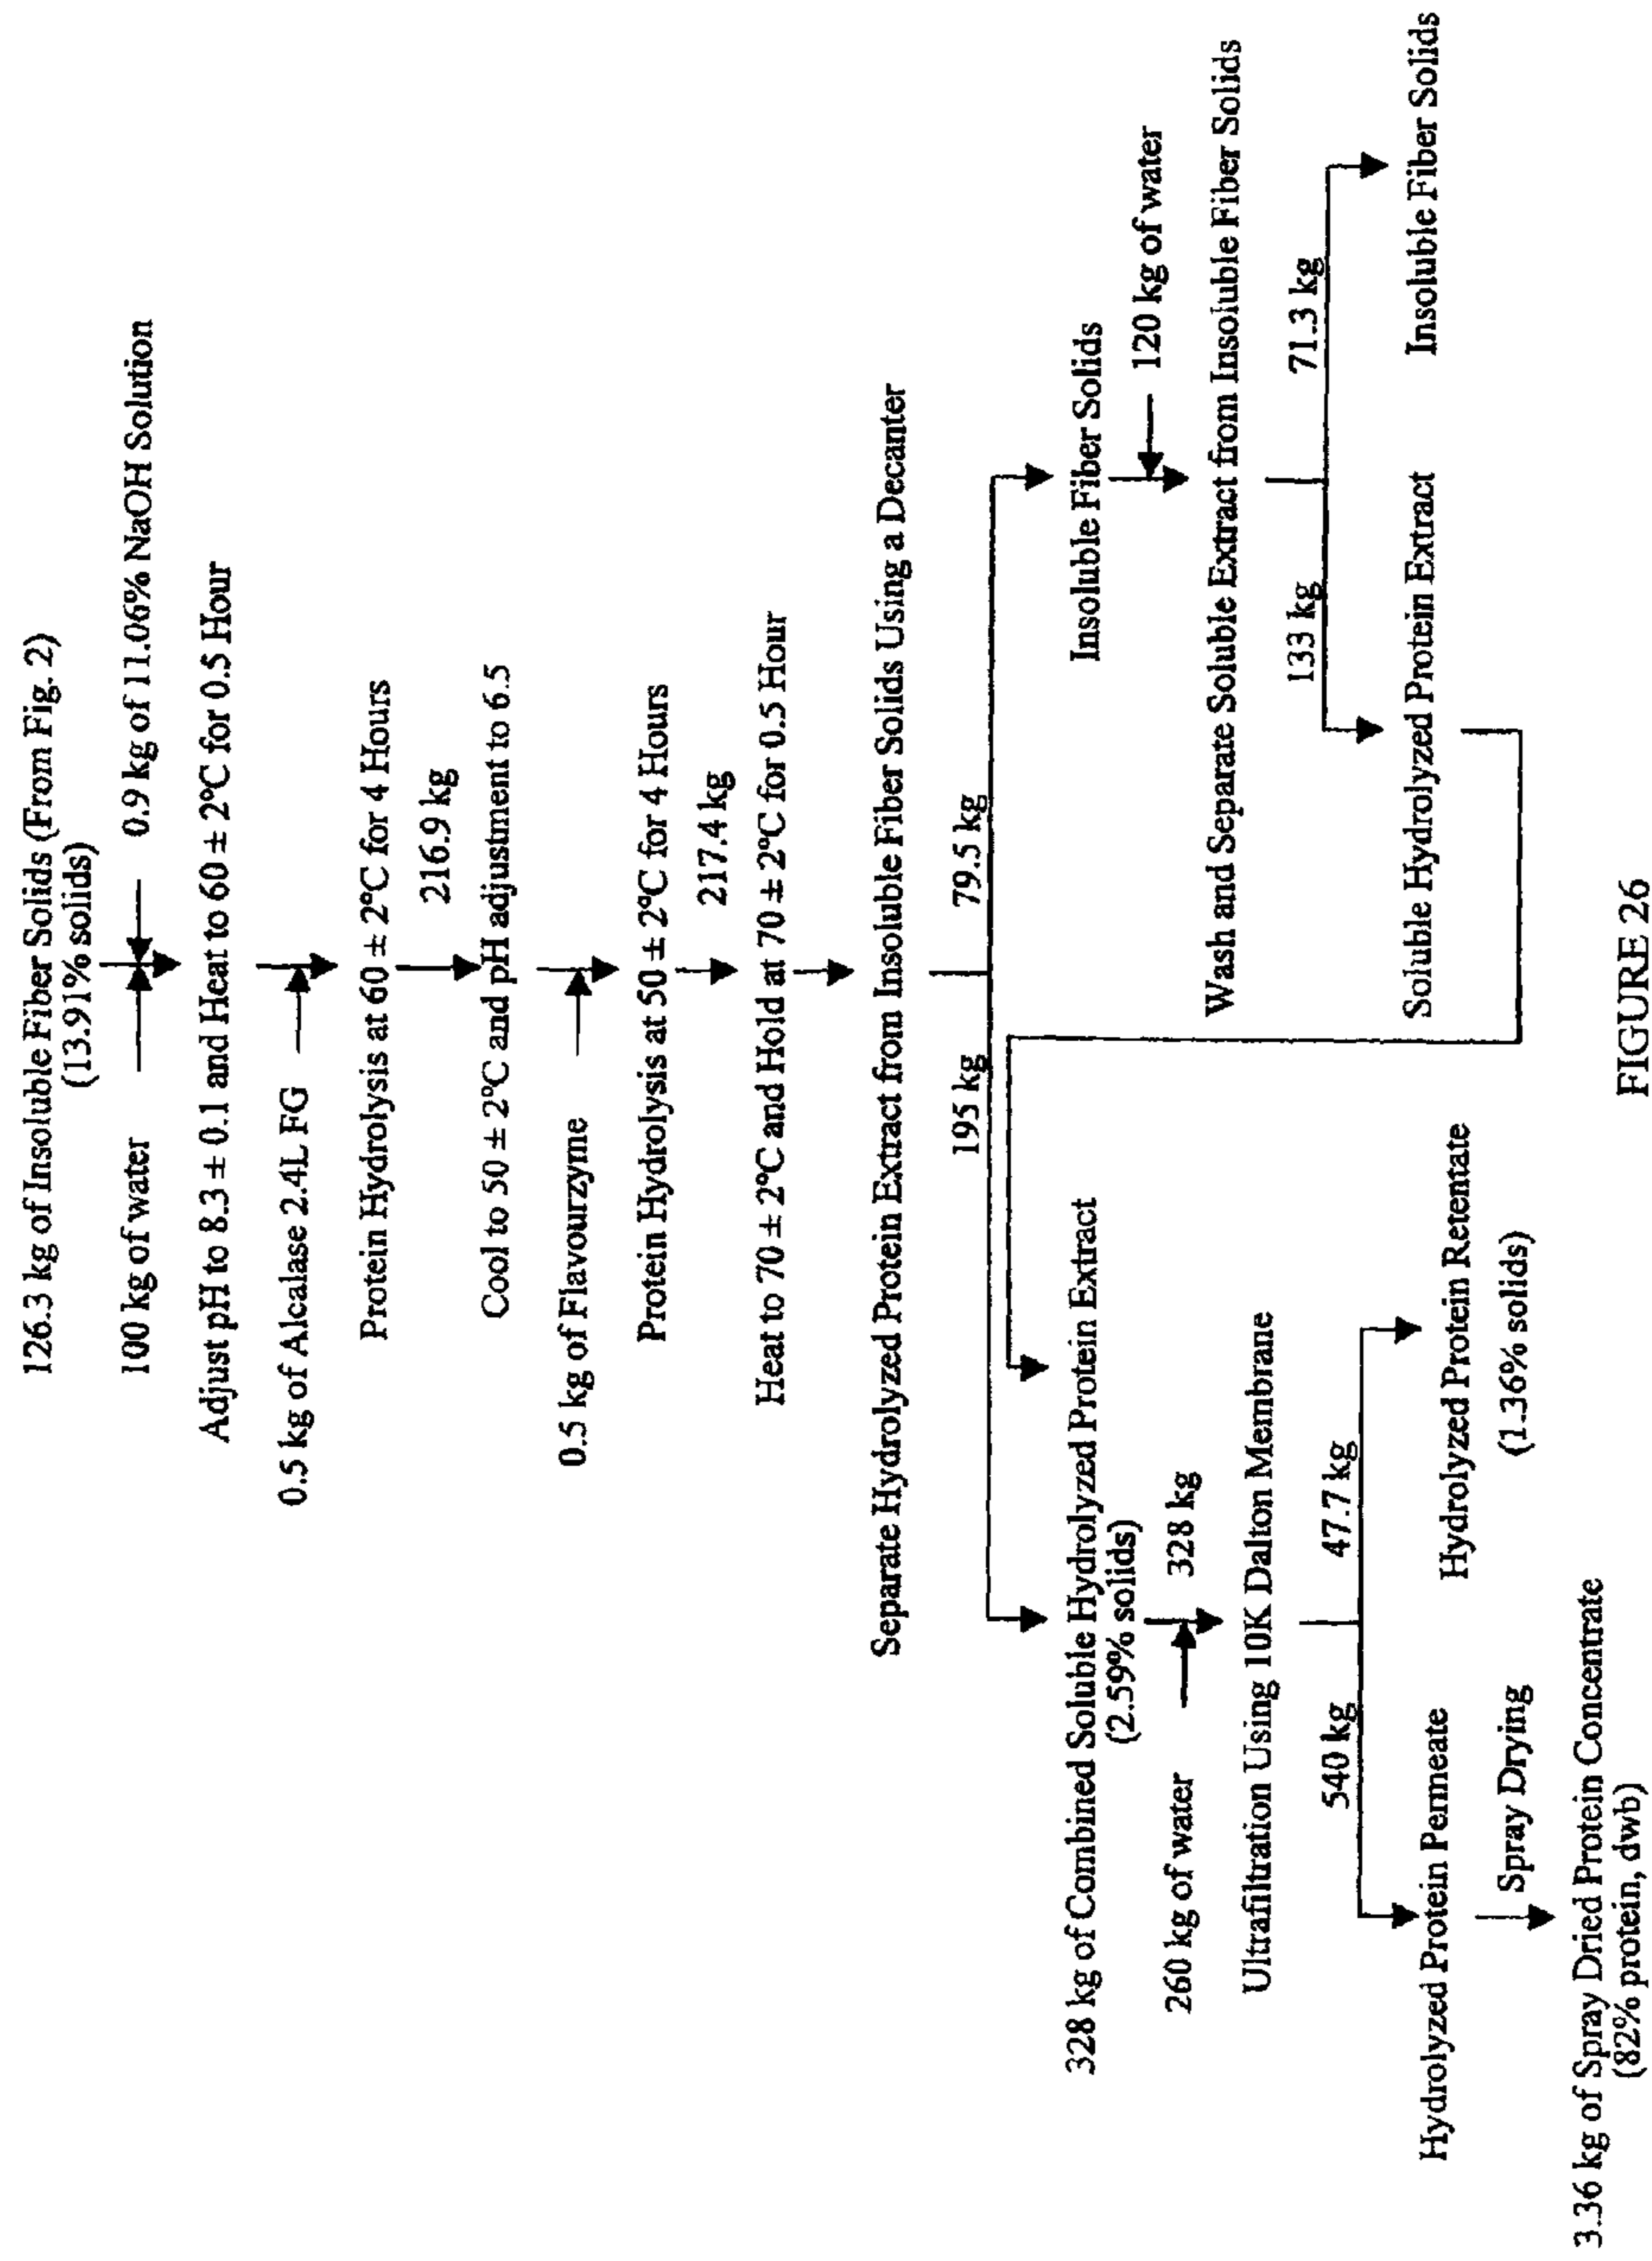 126.3 kg of Insoluble Fiber Solids (From Fig. 2)
(13.91% solids)
100 kg of water
0.9 kg of 11.06% NaOH Solution
Adjust pH to 8.3 ± 0.1 and Heat to 60 ± 2°C for 0.5 Hour
0.5 kg of Alcalase 2.4L FG
Protein Hydrolysis at 60 ± 2°C for 4 Hours
216.9 kg
Cool to 50 ± 2°C and pH adjustment to 6.5
0.5 kg of Flavourzyme
Protein Hydrolysis at 50 ± 2°C for 4 Hours
217.4 kg
Heat to 70 ± 2°C and Hold at 70 ± 2°C for 0.5 Hour
Separate Hydrolyzed Protein Extract from Insoluble Fiber Solids Using a Decanter
195 kg
79.5 kg
328 kg of Combined Soluble Hydrolyzed Protein Extract
(2.59% solids)
Insoluble Fiber Solids
120 kg of water
260 kg of water
328 kg
Wash and Separate Soluble Extract from Insoluble Fiber Solids
Ultrafiltration Using 10K Dalton Membrane
133 kg
71.3 kg
540 kg
47.7 kg
Soluble Hydrolyzed Protein Extract
Insoluble Fiber Solids
Hydrolyzed Protein Permeate
Hydrolyzed Protein Retentate
(1.36% solids)
Spray Drying
3.36 kg of Spray Dried Protein Concentrate
(82% protein, dwb)
FIGURE 26